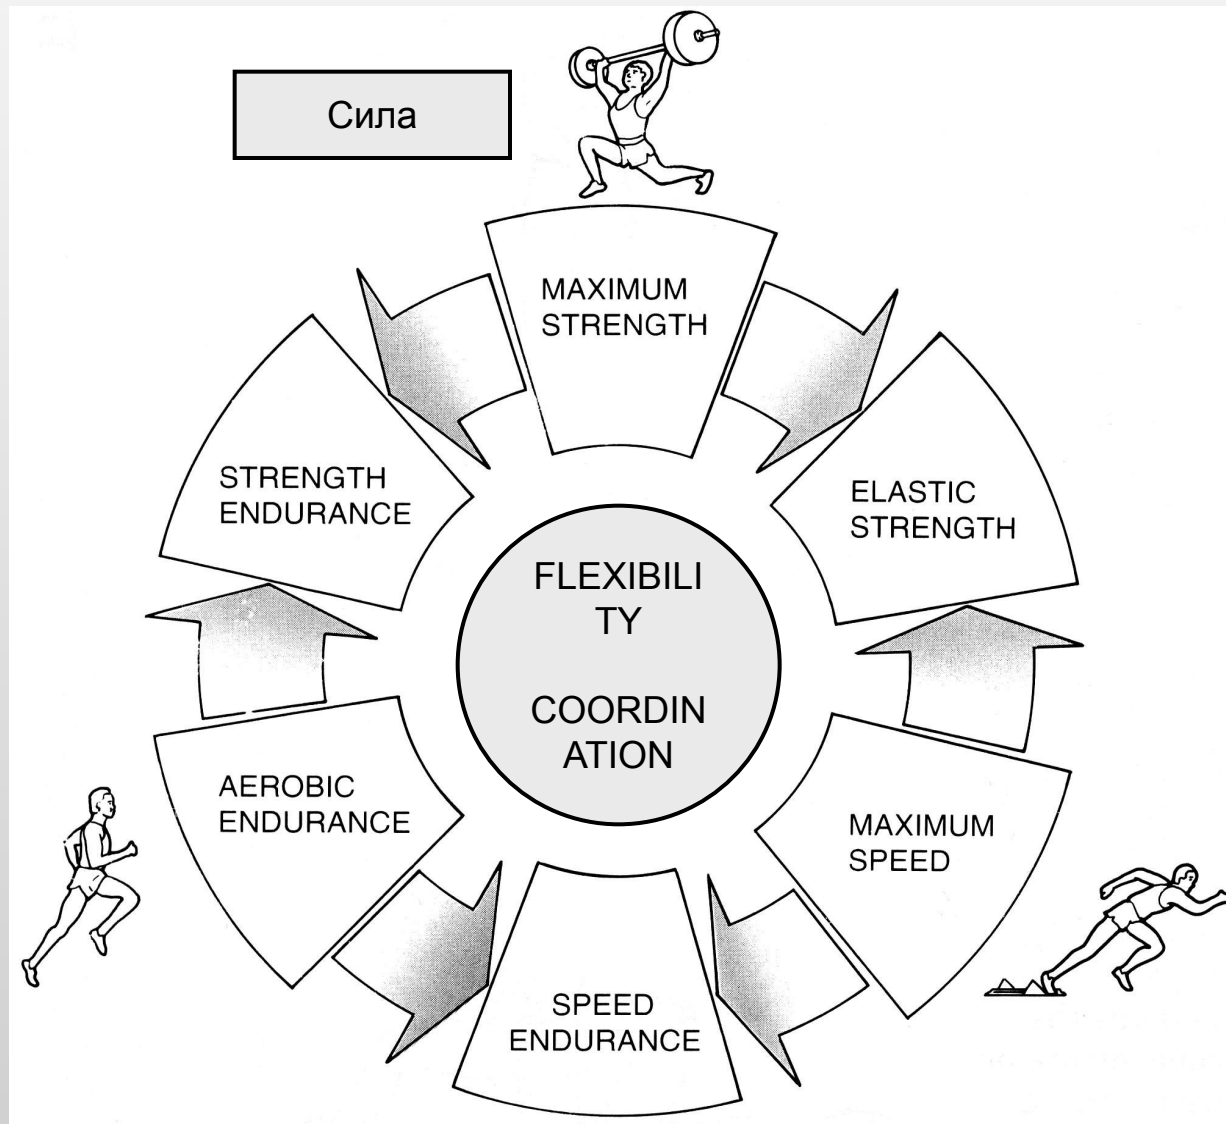 Сила
MAXIMUM
STRENGTH
STRENGTH
ENDURANCE
ELASTIC
STRENGTH
FLEXIBILI
TY
COORDIN
ATION
AEROBIC
ENDURANCE
MAXIMUM
SPEED
SPEED
ENDURANCE